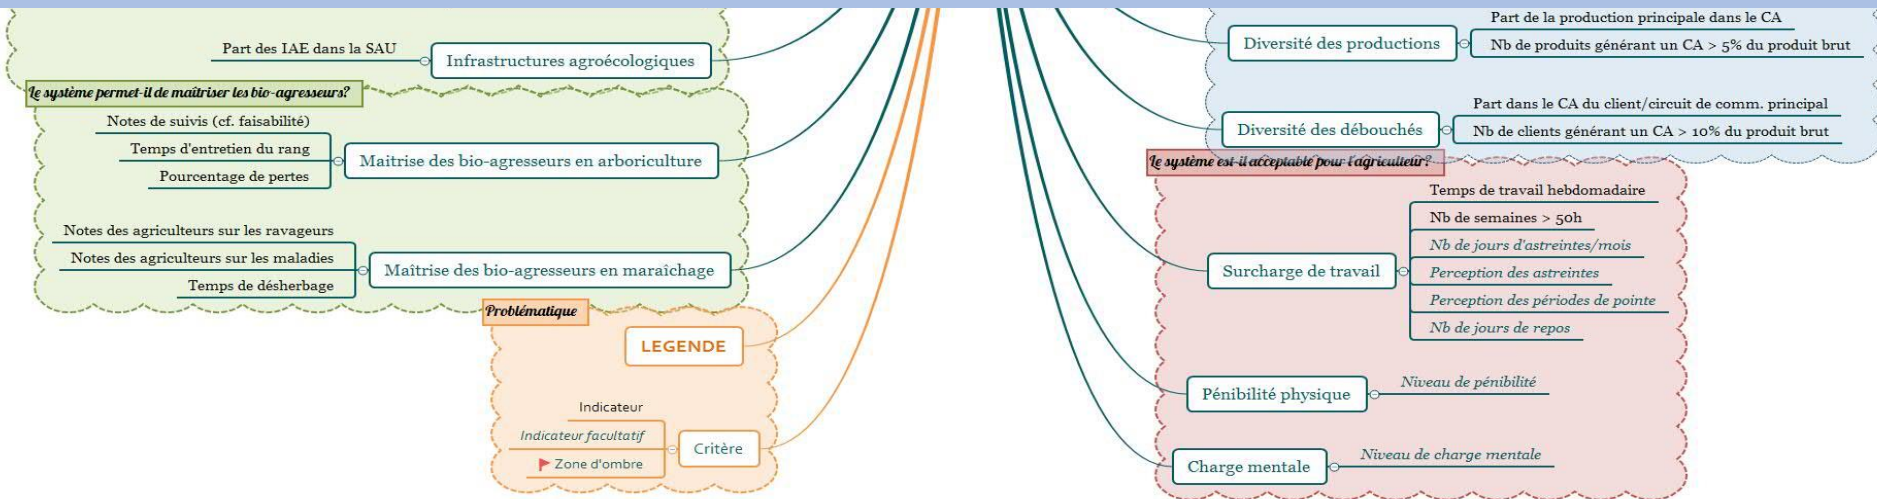 Part des IAE dans la SAU
Infrastructures agroécologiques
Le système permet-il de maîtriser les bio-agresseurs?
Notes de suivis (cf. faisabilité)
Temps d'entretien du rang
Pourcentage de pertes
Maitrise des bio-agresseurs en arboriculture
Notes des agriculteurs sur les ravageurs
Notes des agriculteurs sur les maladies
Temps de désherbage
Maîtrise des bio-agresseurs en maraîchage
Problématique
LEGENDE
Indicateur
Indicateur facultatif
Zone d'ombre
Critère
Part de la production principale dans le CA
Nb de produits générant un CA > 5% du produit brut
Diversité des productions
Part dans le CA du client/circuit de comm. principal
Nb de clients générant un CA > 10% du produit brut
Diversité des débouchés
Le système est-il acceptable pour l'agriculteur?
Temps de travail hebdomadaire
Nb de semaines > 50h
Nb de jours d'astreintes/mois
Perception des astreintes
Perception des périodes de pointe
Nb de jours de repos
Surcharge de travail
Pénibilité physique
Niveau de pénibilité
Charge mentale
Niveau de charge mentale